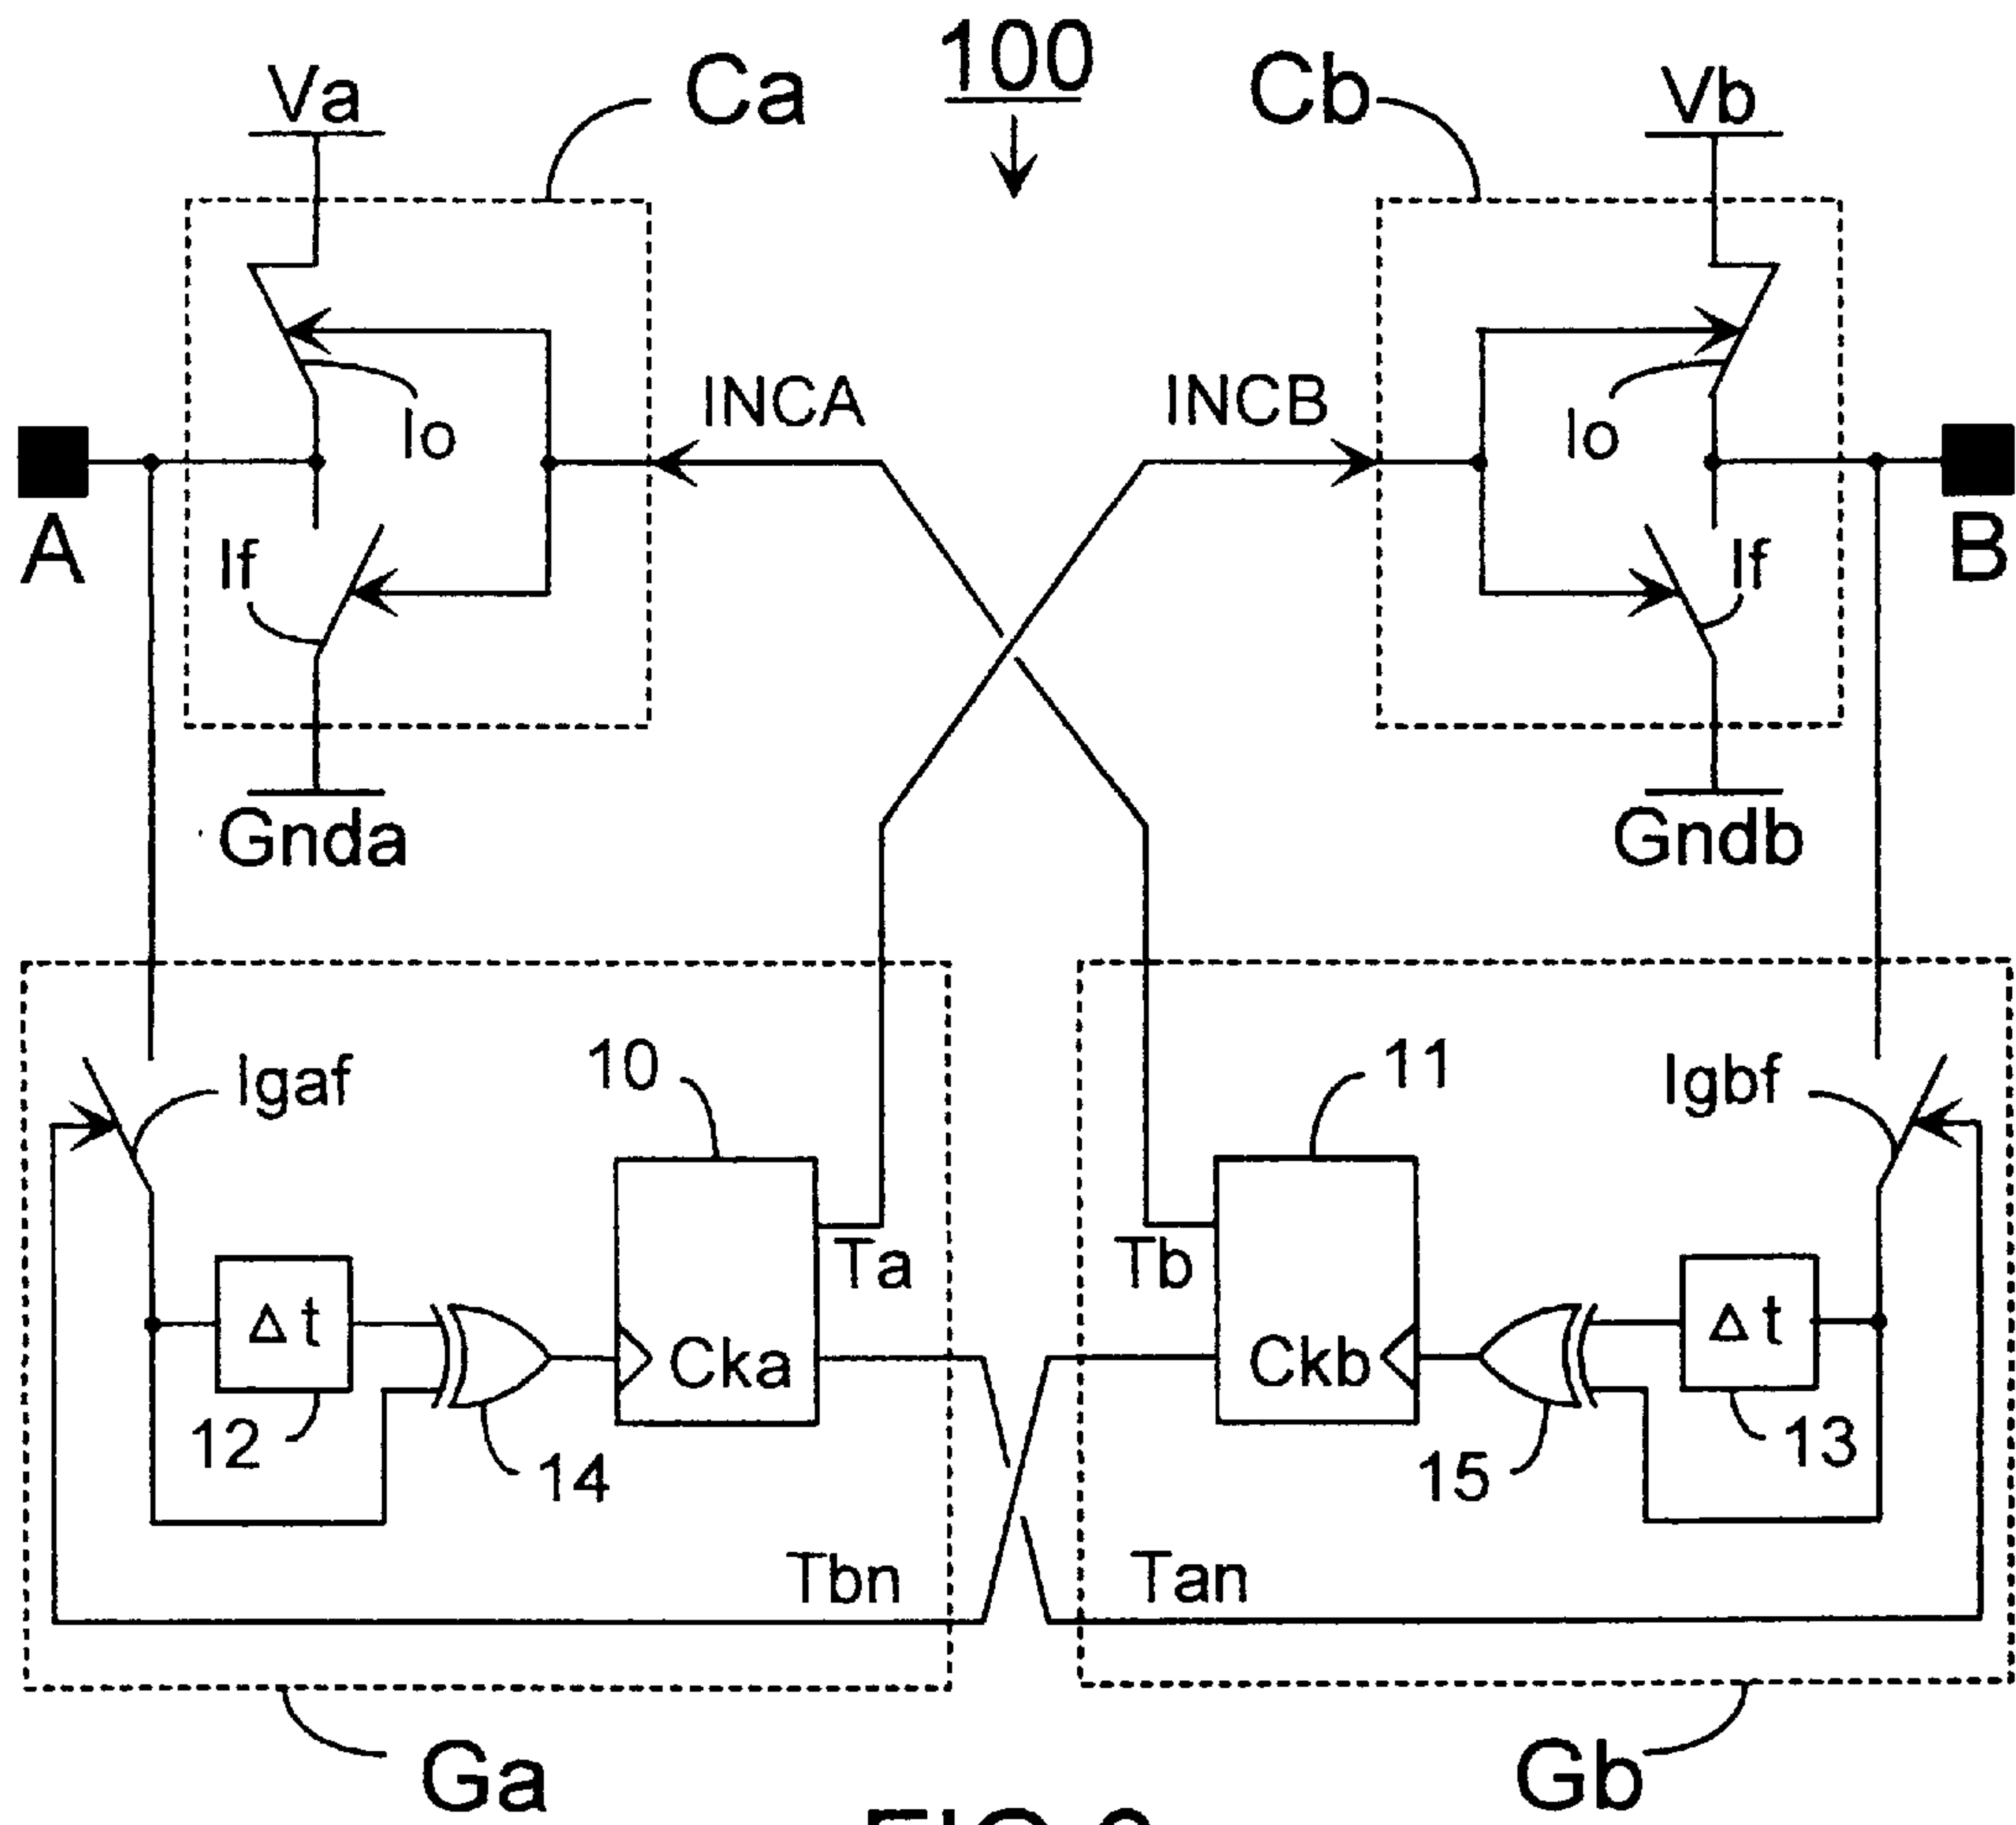 100
Va
Ca
Cb
Vb
INCA
INCB
Io
Io
A
If
If
B
Gnda
Gndb
Igaf
10
11
Igbf
Ta
Tb
Δt
Cka
Ckb
Δt
12
14
15
13
Tbn
Tan
Ga
Gb